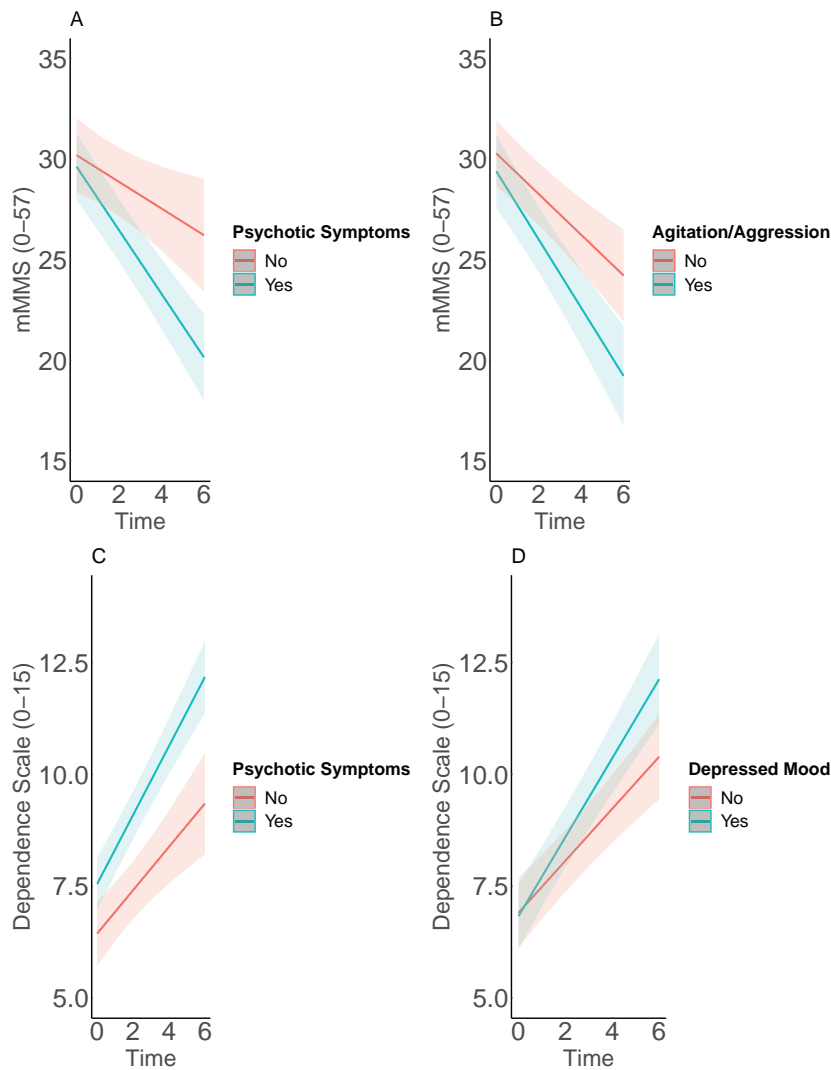 A
mMMS (0–57)
35
30
25
20
15
0 2 4 6
Time
Psychotic Symptoms
No
Yes
B
mMMS (0–57)
35
30
25
20
15
0 2 4 6
Time
Agitation/Aggression
No
Yes
C
Dependence Scale (0–15)
12.5
10.0
7.5
5.0
0 2 4 6
Time
Psychotic Symptoms
No
Yes
D
Dependence Scale (0–15)
12.5
10.0
7.5
5.0
0 2 4 6
Time
Depressed Mood
No
Yes